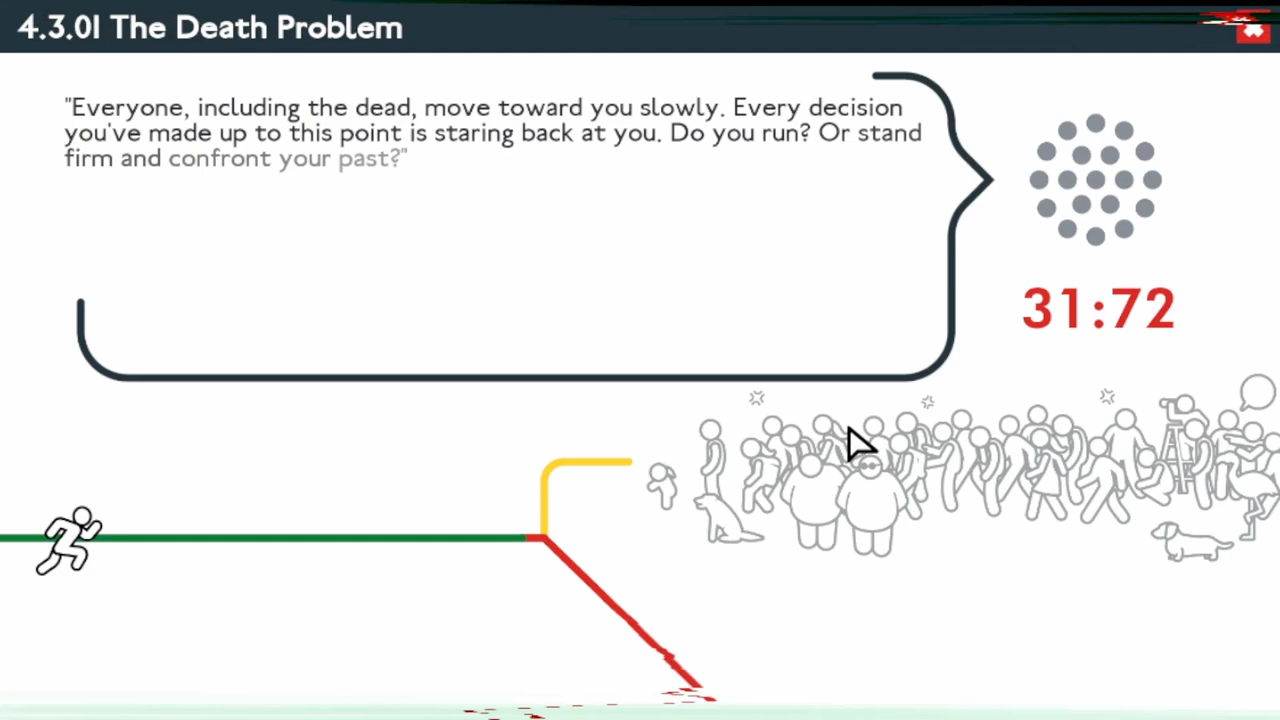 4.3.01 The Death Problem
"Everyone, including the dead, move toward you slowly. Every decision
you've made up to this point is staring back at you. Do you run? Or stand
firm and confront your past?"
31:72